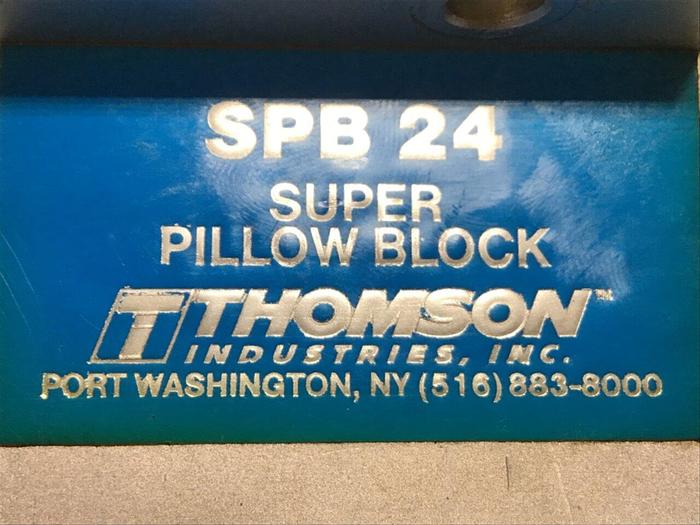 SPB 24
SUPER
PILLOW BLOCK
T THOMSON™
INDUSTRIES, INC.
PORT WASHINGTON, NY (516) 883-8000